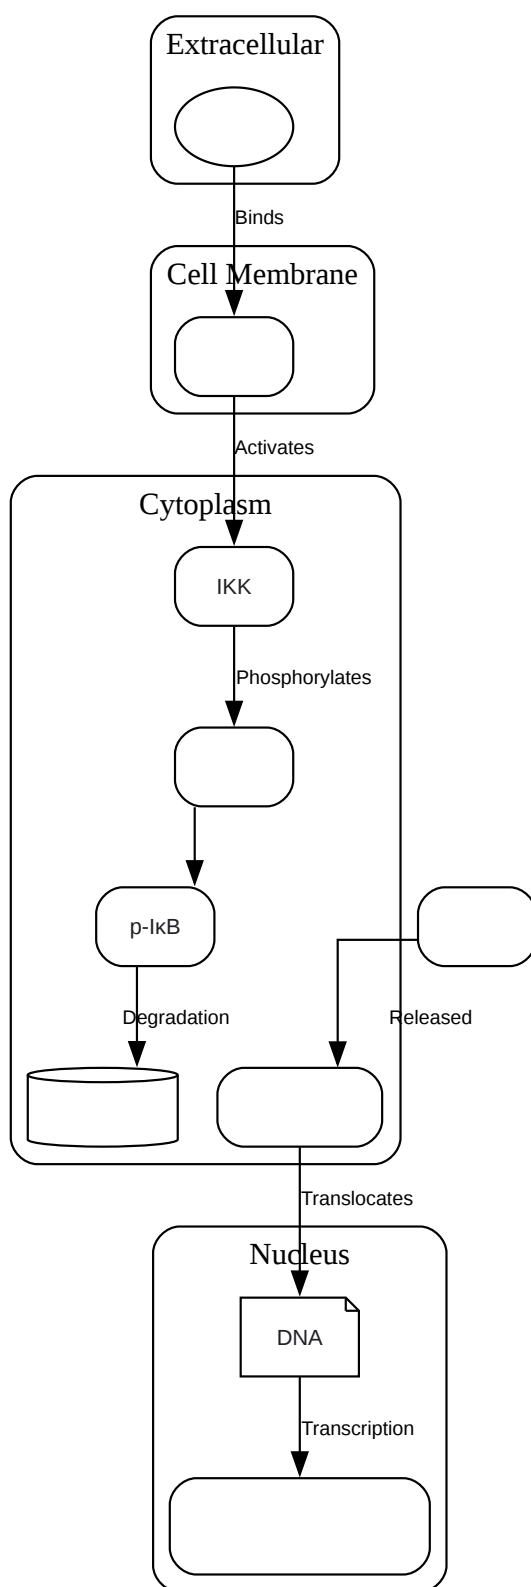 Extracellular
Binds
Cell Membrane
Activates
Cytoplasm
IKK
Phosphorylates
p-IκB
Degradation
Released
Translocates
Nucleus
DNA
Transcription